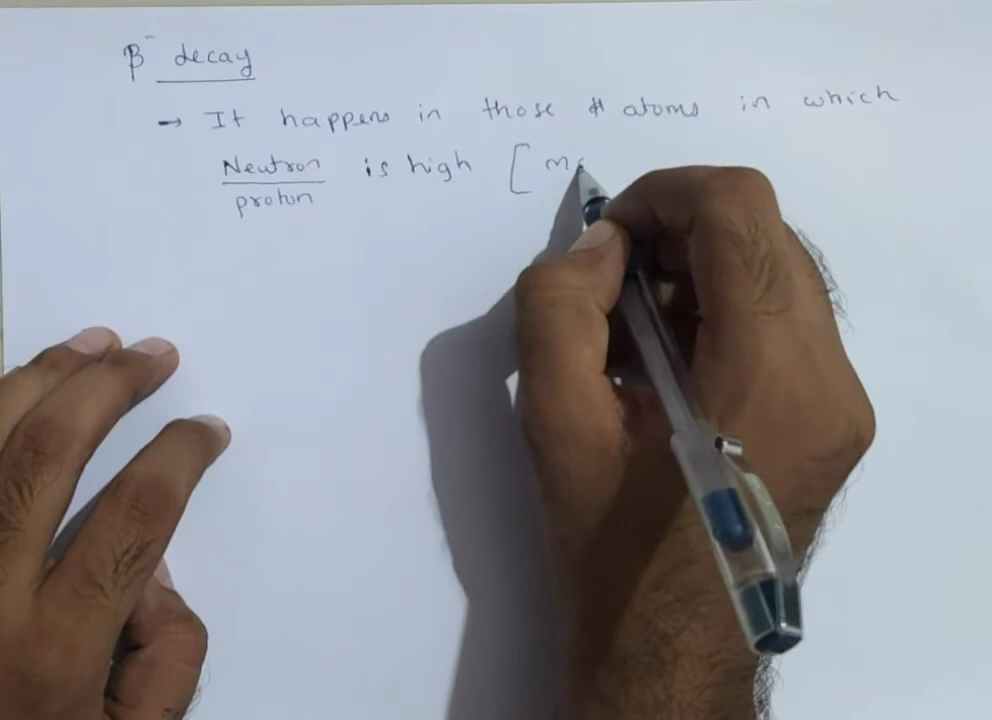 β⁻ decay
→ It happens in those atoms in which
Neutron is high [
proton